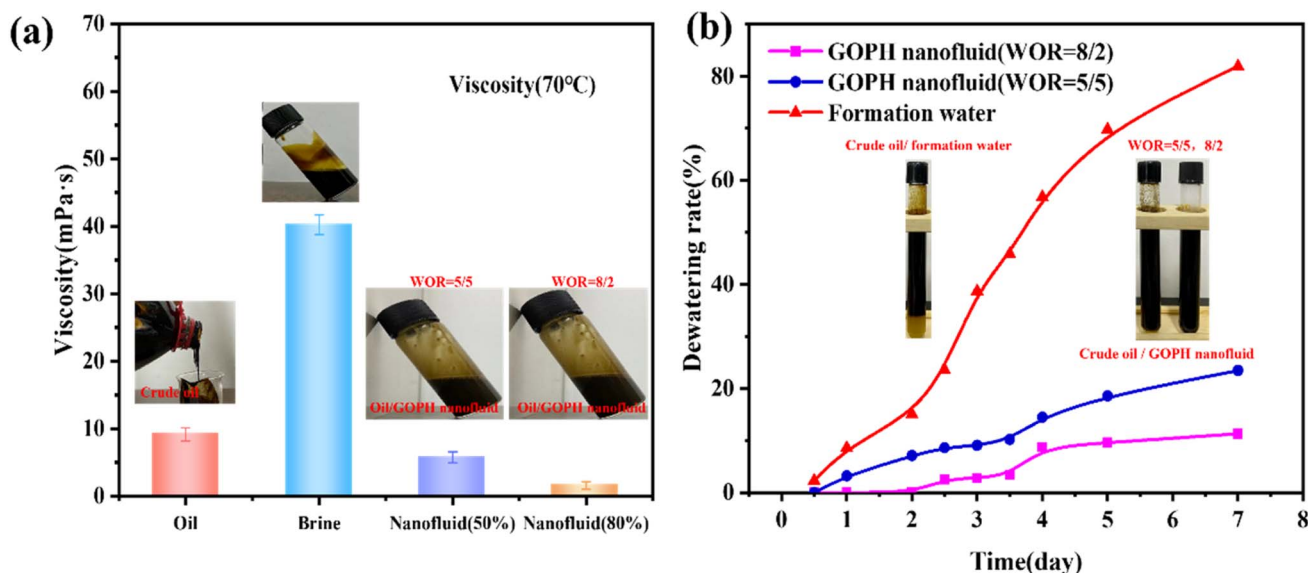 (a)
Viscosity(mPa·s)
70
60
50
40
30
20
10
0
Viscosity(70℃)
Crude oil
WOR=5/5
WOR=8/2
Oil/GOPH nanofluid
Oil/GOPH nanofluid
Oil
Brine
Nanofluid(50%)
Nanofluid(80%)
(b)
Dewatering rate(%)
80
60
40
20
0
GOPH nanofluid(WOR=8/2)
GOPH nanofluid(WOR=5/5)
Formation water
Crude oil/ formation water
WOR=5/5, 8/2
Crude oil / GOPH nanofluid
0 1 2 3 4 5 6 7 8
Time(day)